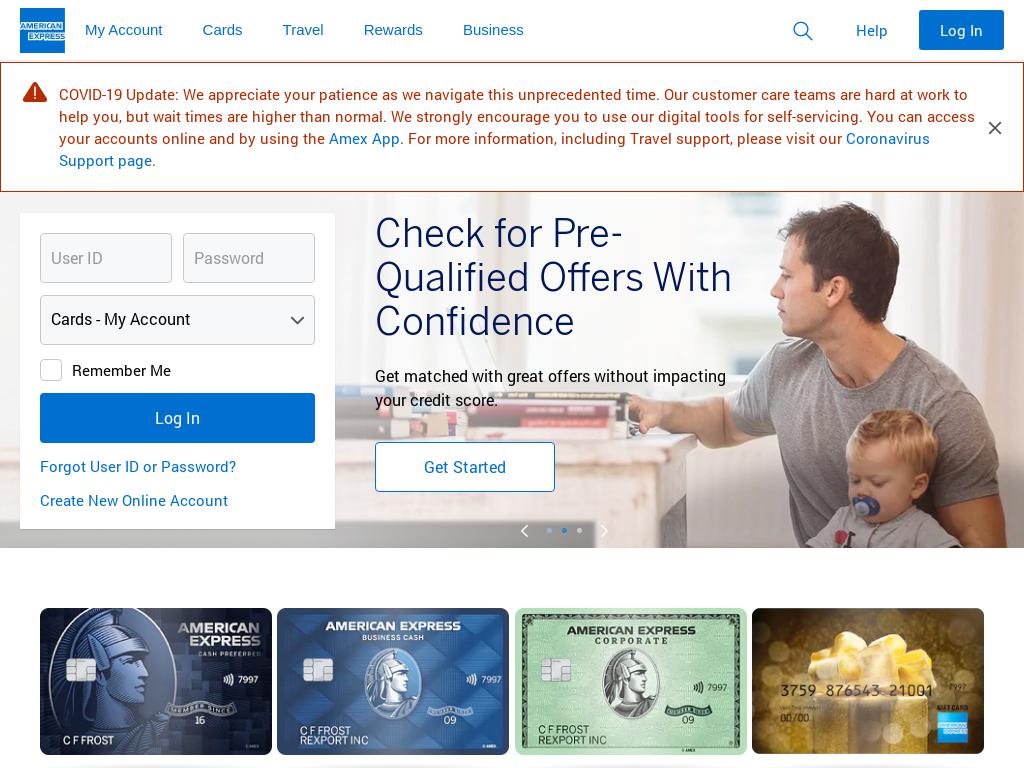 AMERICAN EXPRESS
My Account
Cards
Travel
Rewards
Business
Help
Log In
COVID-19 Update: We appreciate your patience as we navigate this unprecedented time. Our customer care teams are hard at work to
help you, but wait times are higher than normal. We strongly encourage you to use our digital tools for self-servicing. You can access
your accounts online and by using the Amex App. For more information, including Travel support, please visit our Coronavirus
Support page.
User ID
Password
Cards - My Account
Remember Me
Log In
Forgot User ID or Password?
Create New Online Account
Check for Pre-
Qualified Offers With
Confidence
Get matched with great offers without impacting
your credit score.
Get Started
AMERICAN
EXPRESS
CASH PREFERRED
7997
MEMBER SINCE
16
C F FROST
AMERICAN EXPRESS
BUSINESS CASH
7997
09
C F FROST
REXPORT INC
AMERICAN EXPRESS
CORPORATE
7997
09
C F FROST
REXPORT INC
3759 876543 21001
7997
00/00
GIFT CARD
AMERICAN EXPRESS